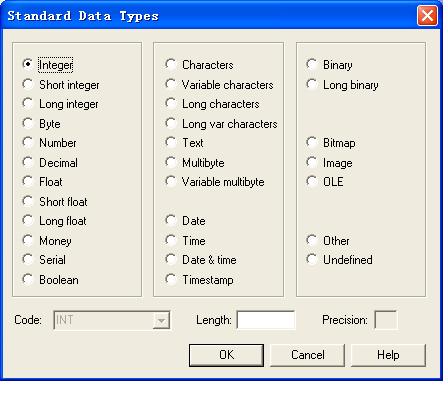 Standard Data Types
Integer
Short integer
Long integer
Byte
Number
Decimal
Float
Short float
Long float
Money
Serial
Boolean
Characters
Variable characters
Long characters
Long var characters
Text
Multibyte
Variable multibyte
Date
Time
Date & time
Timestamp
Binary
Long binary
Bitmap
Image
OLE
Other
Undefined
Code: INT Length: Precision:
OK Cancel Help